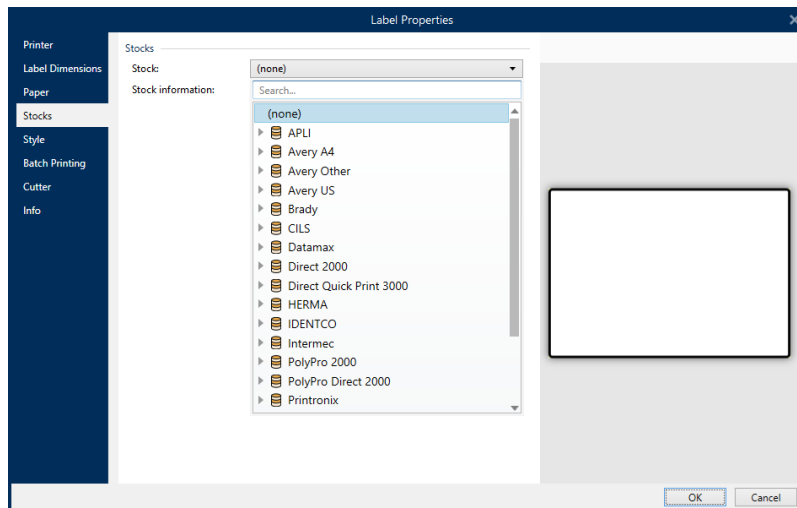 Label Properties
Printer
Label Dimensions
Paper
Stocks
Style
Batch Printing
Cutter
Info
Stocks
Stock: (none)
Stock information: Search...
(none)
APLI
Avery A4
Avery Other
Avery US
Brady
CILS
Datamax
Direct 2000
Direct Quick Print 3000
HERMA
IDENTCO
Intermec
PolyPro 2000
PolyPro Direct 2000
Printronix
OK Cancel